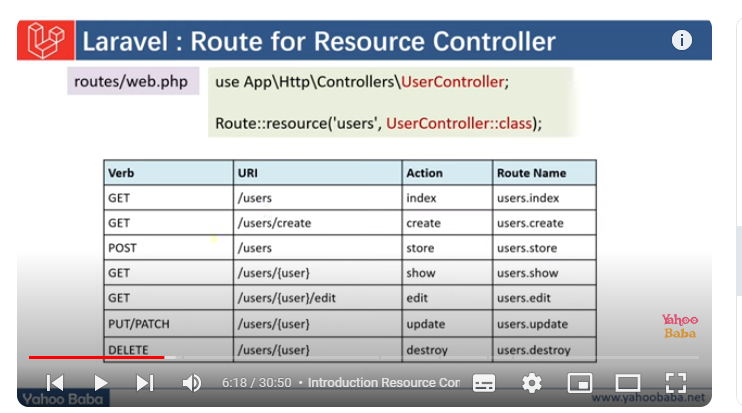 Laravel : Route for Resource Controller
routes/web.php
use App\Http\Controllers\UserController;
Route::resource('users', UserController::class);
Verb URI Action Route Name
GET /users index users.index
GET /users/create create users.create
POST /users store users.store
GET /users/{user} show users.show
GET /users/{user}/edit edit users.edit
PUT/PATCH /users/{user} update users.update
DELETE /users/{user} destroy users.destroy
Yahoo
Baba
6:18 / 30:50 • Introduction Resource Cor
Yahoo Baba
www.yahoobaba.net